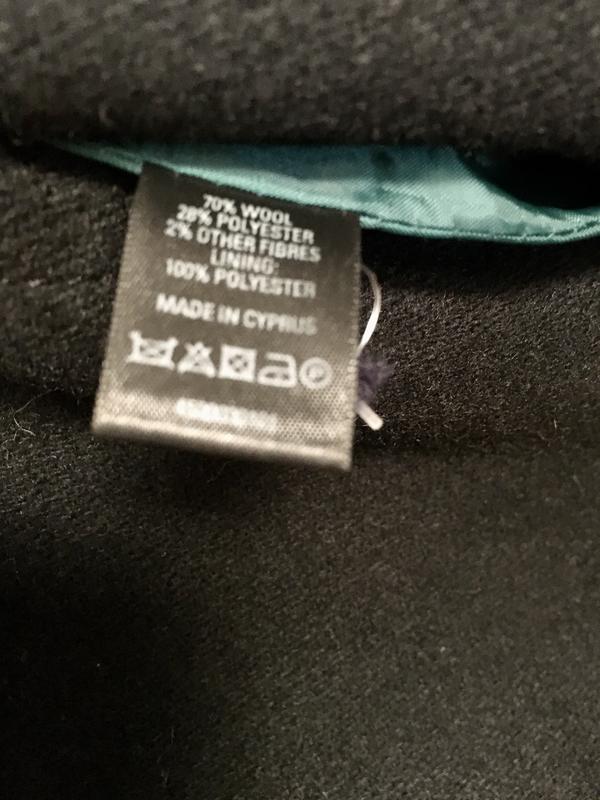 70% WOOL
28% POLYESTER
2% OTHER FIBRES
LINING:
100% POLYESTER
MADE IN CYPRUS
P